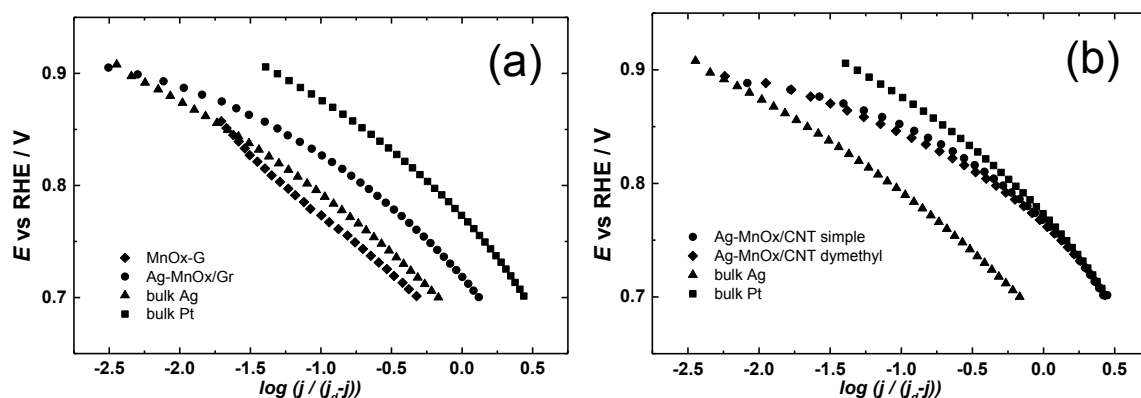 (a)
E vs RHE / V
0.9
0.8
0.7
MnOx-G
Ag-MnOx/Gr
bulk Ag
bulk Pt
-2.5 -2.0 -1.5 -1.0 -0.5 0.0 0.5
log (j / (jd-j))
(b)
E vs RHE / V
0.9
0.8
0.7
Ag-MnOx/CNT simple
Ag-MnOx/CNT dymethyl
bulk Ag
bulk Pt
-2.5 -2.0 -1.5 -1.0 -0.5 0.0 0.5
log (j / (jd-j))